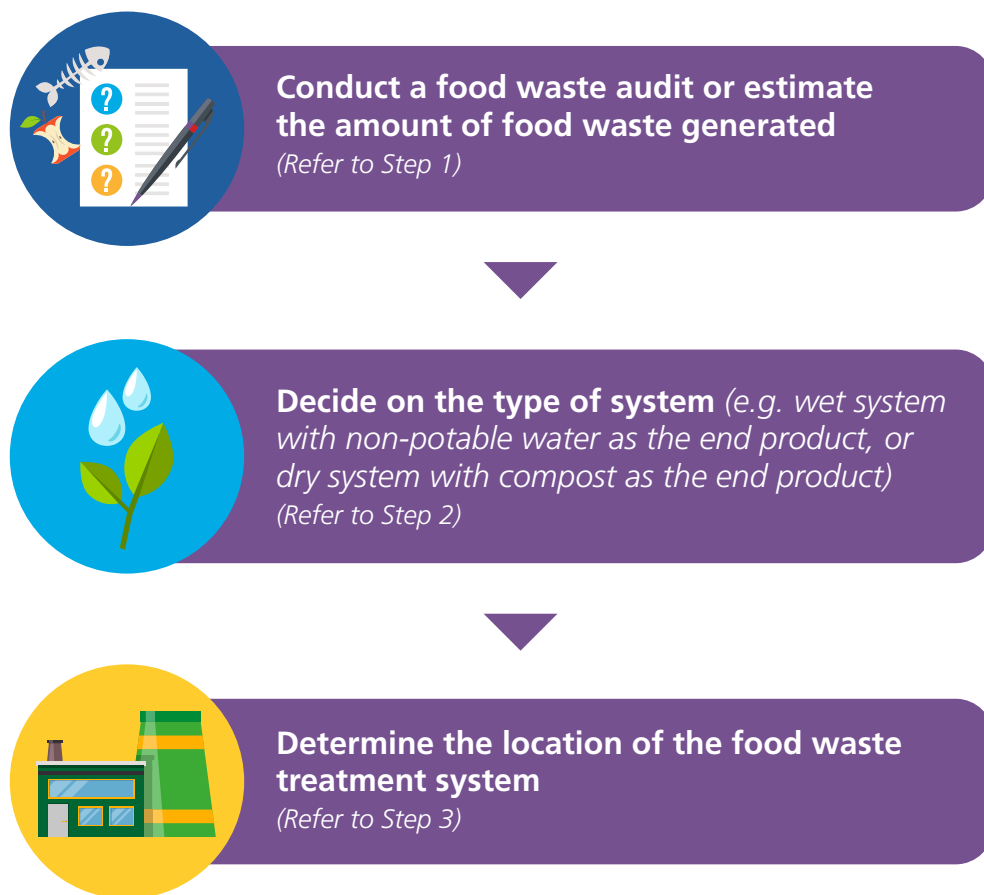 ?
?
?
Conduct a food waste audit or estimate
the amount of food waste generated
(Refer to Step 1)
Decide on the type of system (e.g. wet system
with non-potable water as the end product, or
dry system with compost as the end product)
(Refer to Step 2)
Determine the location of the food waste
treatment system
(Refer to Step 3)